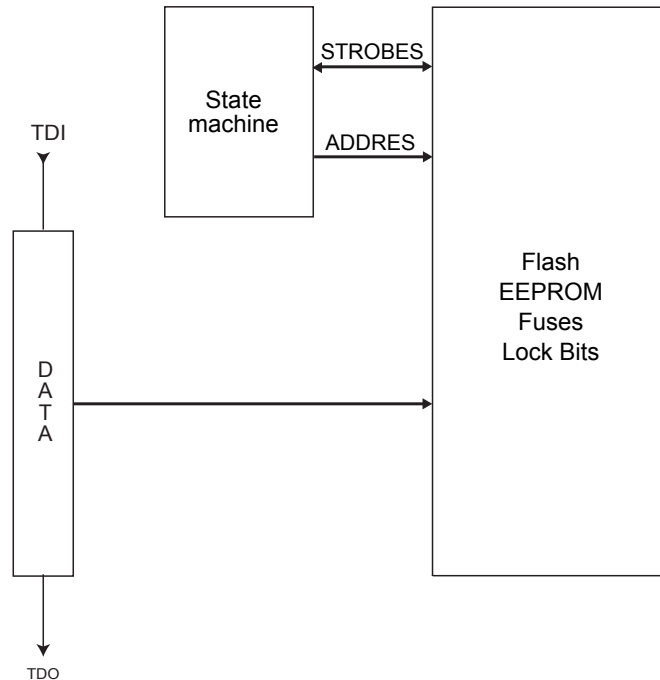 STROBES
State
machine
ADDRES
TDI
Flash
EEPROM
Fuses
Lock Bits
D
A
T
A
TDO